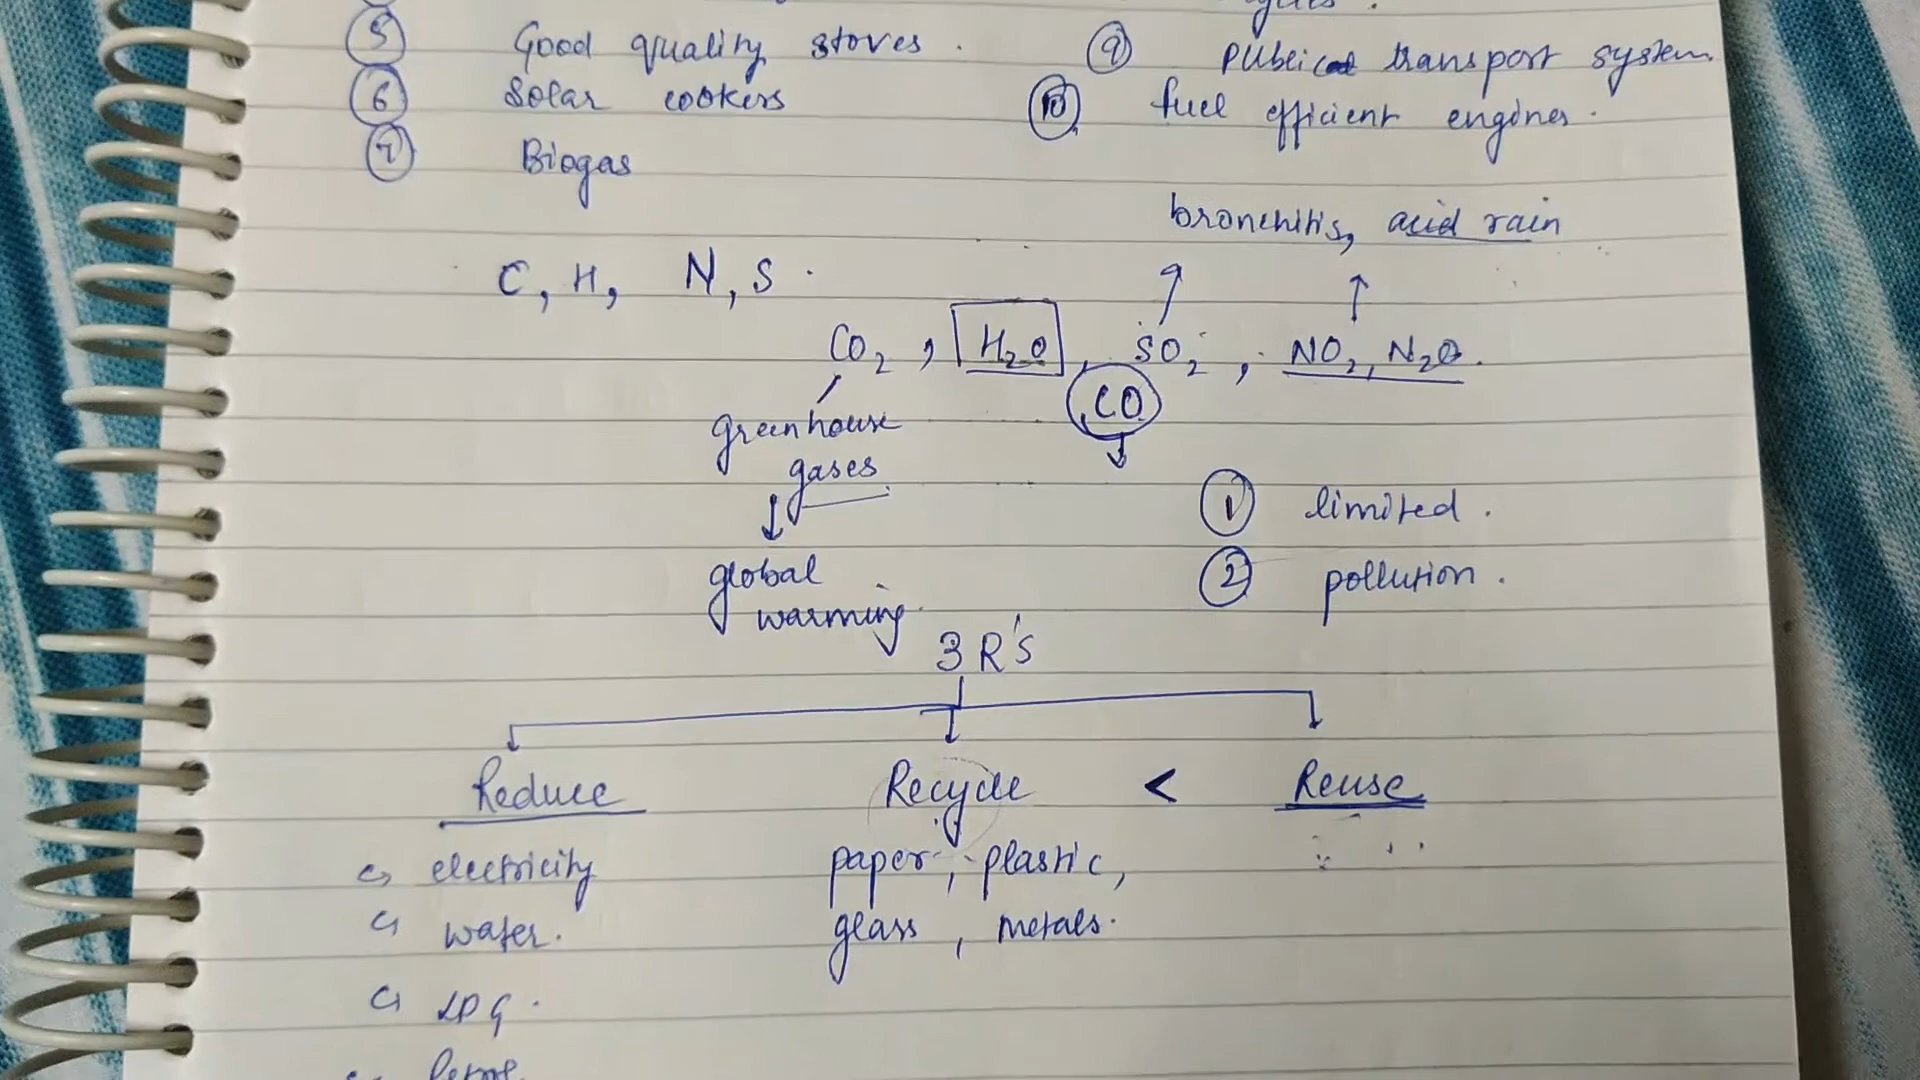 5 Good quality stoves.
9 public transport system
6 Solar cookers
10 fuel efficient engines.
7 Biogas
bronchitis, acid rain
C, H, N, S.
CO2, H2O, SO2, NO2, N2O.
CO
greenhouse
gases
1 limited.
2 pollution.
global
warming.
3 R's
Reduce Recycle < Reuse
electricity paper, plastic,
water. glass, metals.
LPG.